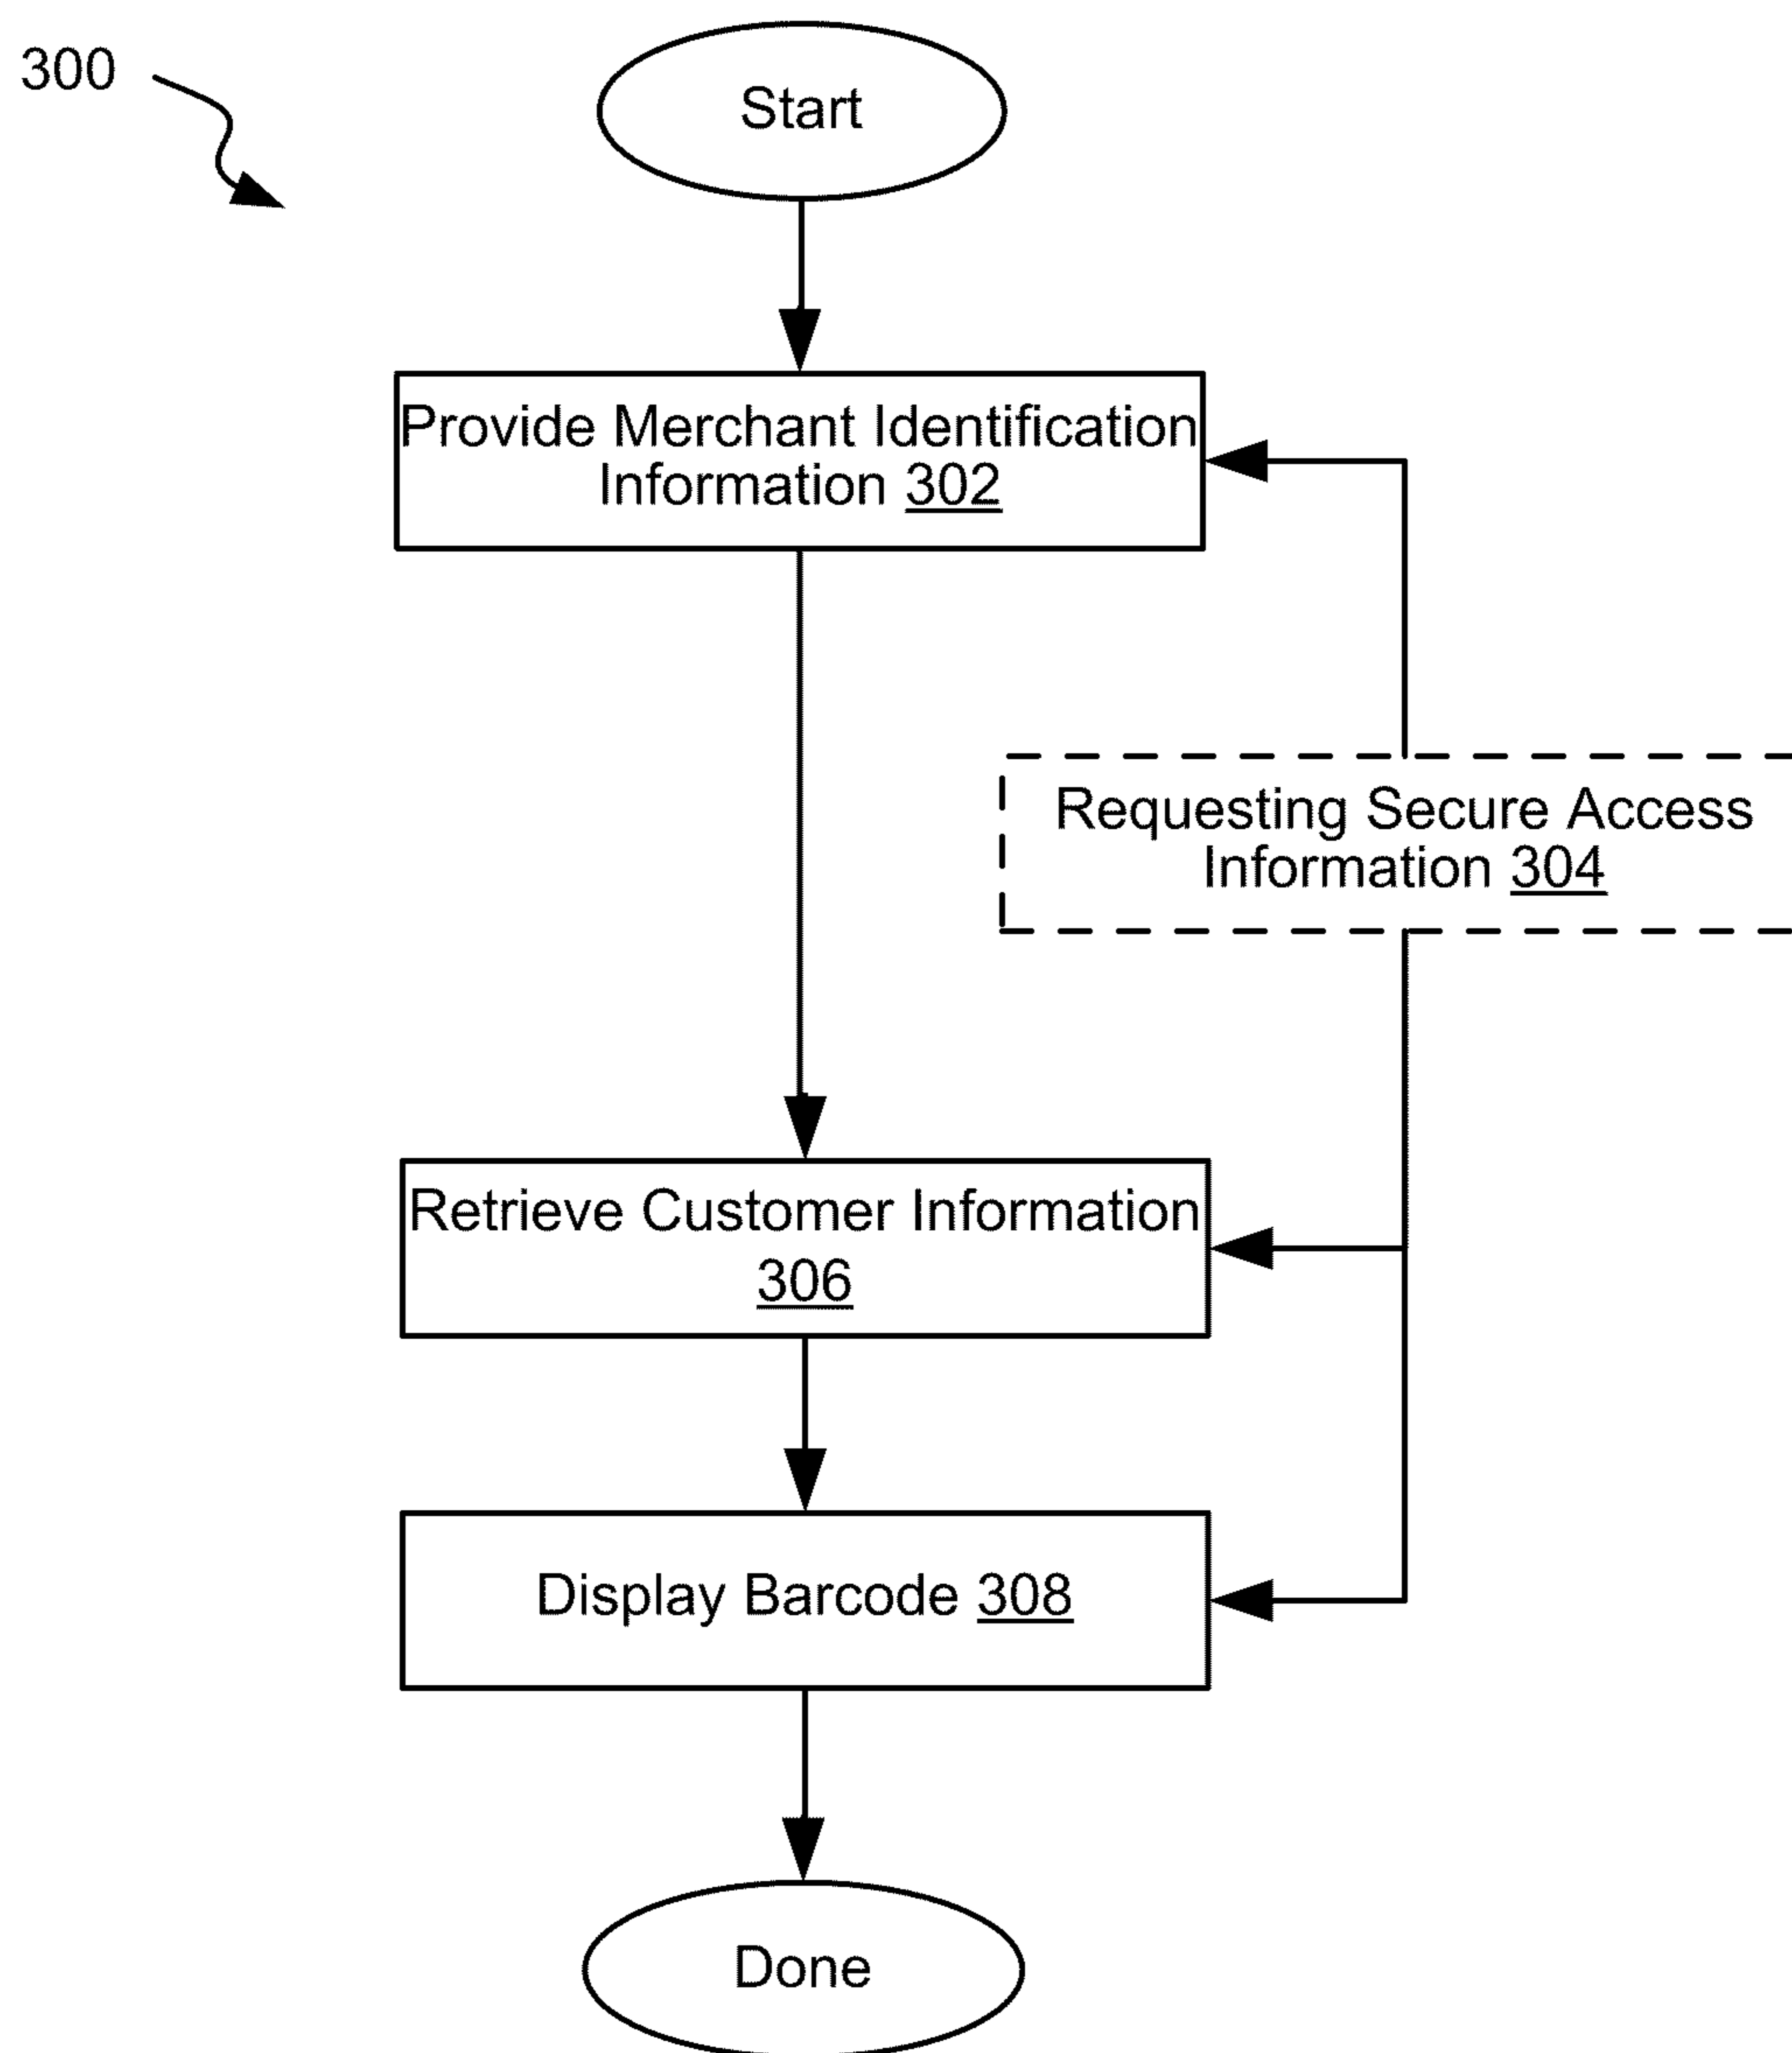 300
Start
Provide Merchant Identification
Information 302
Requesting Secure Access
Information 304
Retrieve Customer Information
306
Display Barcode 308
Done